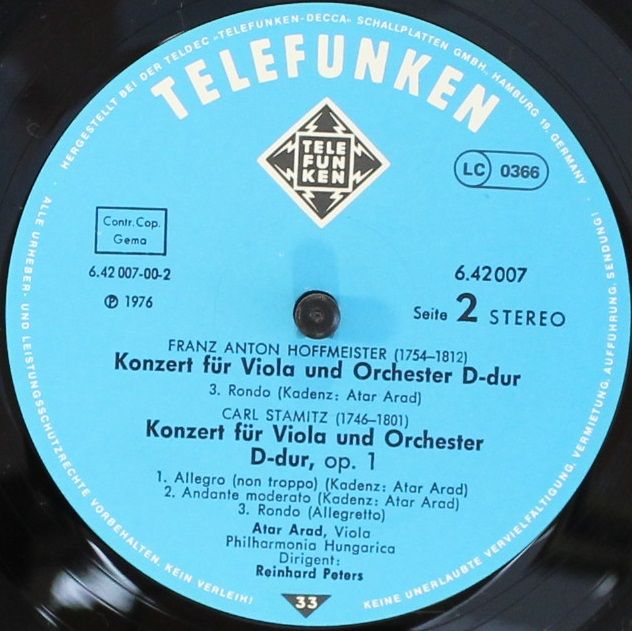 HERGESTELLT BEI DER TELDEC »TELEFUNKEN-DECCA« SCHALLPLATTEN GMBH., HAMBURG 19, GERMANY
TELEFUNKEN
TELE
FUN
KEN
LC 0366
Contr. Cop.
Gema
6.42 007-00-2
Ⓟ 1976
6.42007
Seite 2 STEREO
FRANZ ANTON HOFFMEISTER (1754–1812)
Konzert für Viola und Orchester D-dur
3. Rondo (Kadenz: Atar Arad)
CARL STAMITZ (1746–1801)
Konzert für Viola und Orchester
D-dur, op. 1
1. Allegro (non troppo) (Kadenz: Atar Arad)
2. Andante moderato (Kadenz: Atar Arad)
3. Rondo (Allegretto)
Atar Arad, Viola
Philharmonia Hungarica
Dirigent:
Reinhard Peters
33
ALLE URHEBER- UND LEISTUNGSSCHUTZRECHTE VORBEHALTEN. KEIN VERLEIH!
KEINE UNERLAUBTE VERVIELFÄLTIGUNG, VERMIETUNG, AUFFÜHRUNG, SENDUNG!